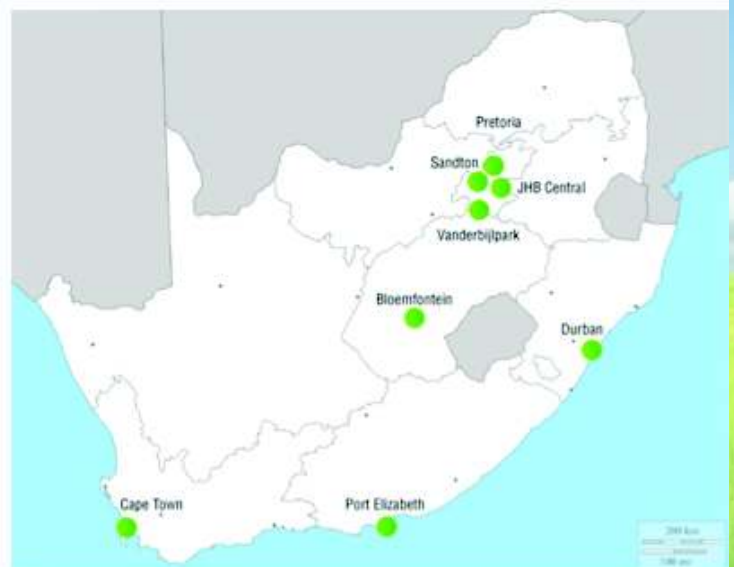 Pretoria
Sandton
JHB Central
Vanderbijlpark
Bloemfontein
Durban
Cape Town
Port Elizabeth